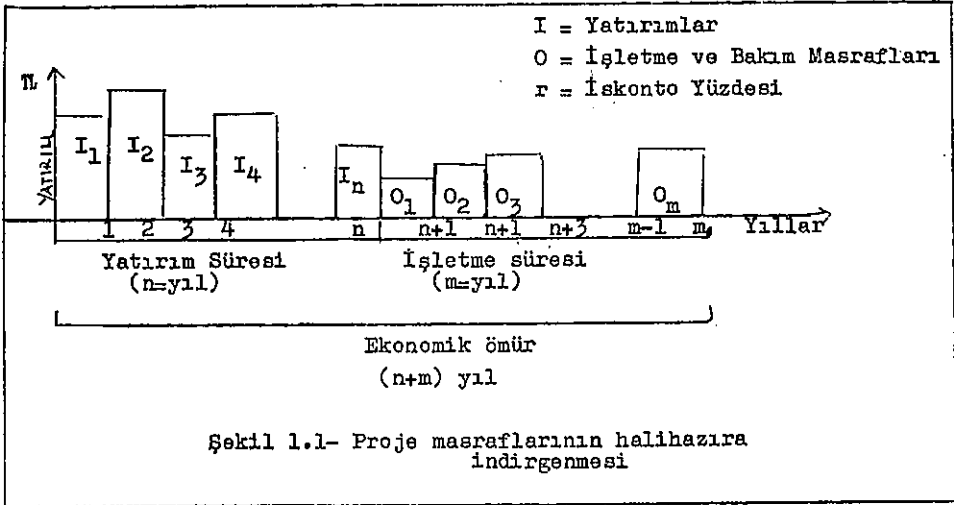 I = Yatırımlar
O = İşletme ve Bakım Masrafları
r = İskonto Yüzdesi
TL
I1 I2 I3 I4 In O1 O2 O3 Om
1 2 3 4 n n+1 n+1 n+3 m-1 m Yıllar
Yatırım Süresi İşletme süresi
(n=yıl) (m=yıl)
Ekonomik ömür
(n+m) yıl
Şekil 1.1- Proje masraflarının halihazıra
indirgenmesi